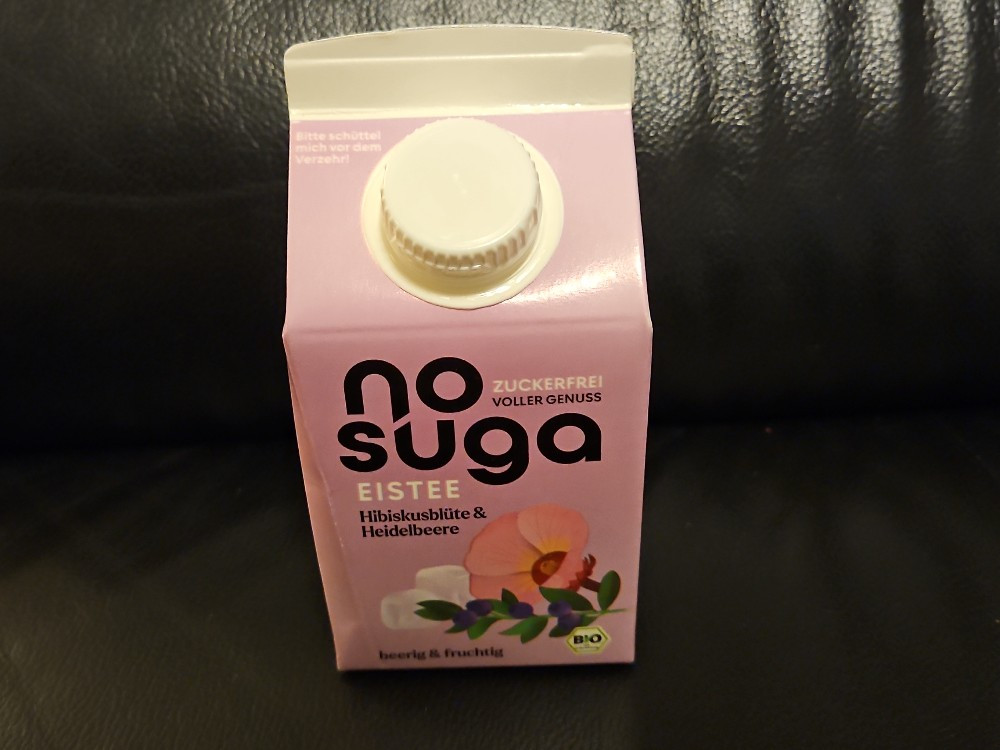 Bitte schüttel
mich vor dem
Verzehr!
no
ZUCKERFREI
VOLLER GENUSS
suga
EISTEE
Hibiskusblüte &
Heidelbeere
BIO
beerig & fruchtig